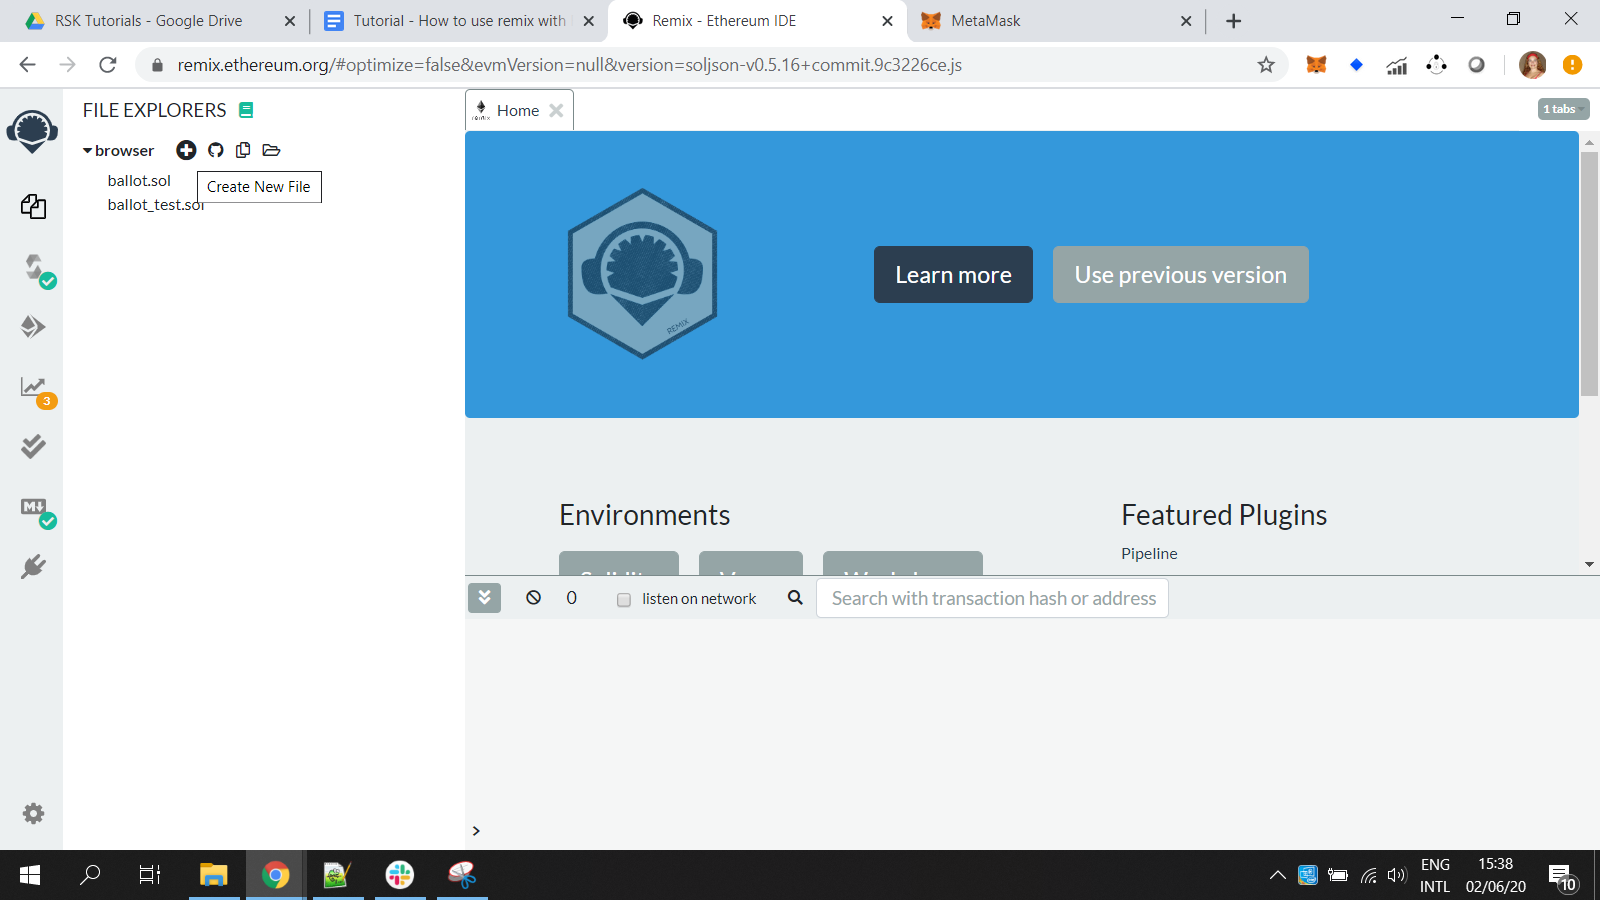 RSK Tutorials - Google Drive
Tutorial - How to use remix with
Remix - Ethereum IDE
MetaMask
remix.ethereum.org/#optimize=false&evmVersion=null&version=soljson-v0.5.16+commit.9c3226ce.js
FILE EXPLORERS
browser
ballot.sol
Create New File
ballot_test.sol
3
Home
1 tabs
REMIX
Learn more
Use previous version
Environments
Featured Plugins
Pipeline
0
listen on network
Search with transaction hash or address
>
ENG
INTL
15:38
02/06/20
10